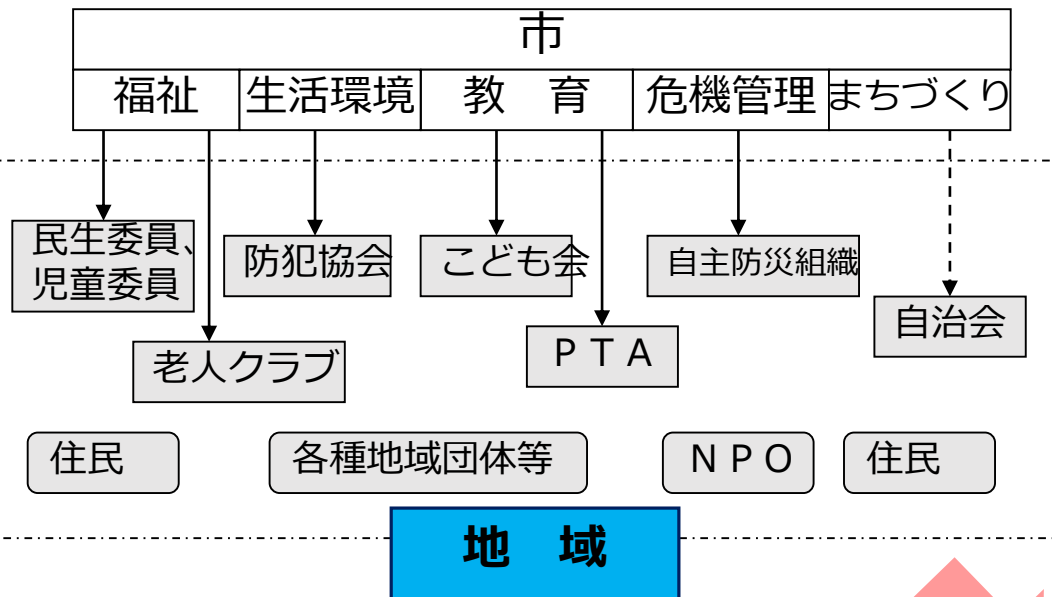 市
福祉
生活環境
教　育
危機管理
まちづくり
民生委員、
児童委員
防犯協会
こども会
自主防災組織
自治会
老人クラブ
ＰＴＡ
住民
各種地域団体等
ＮＰＯ
住民
地　域